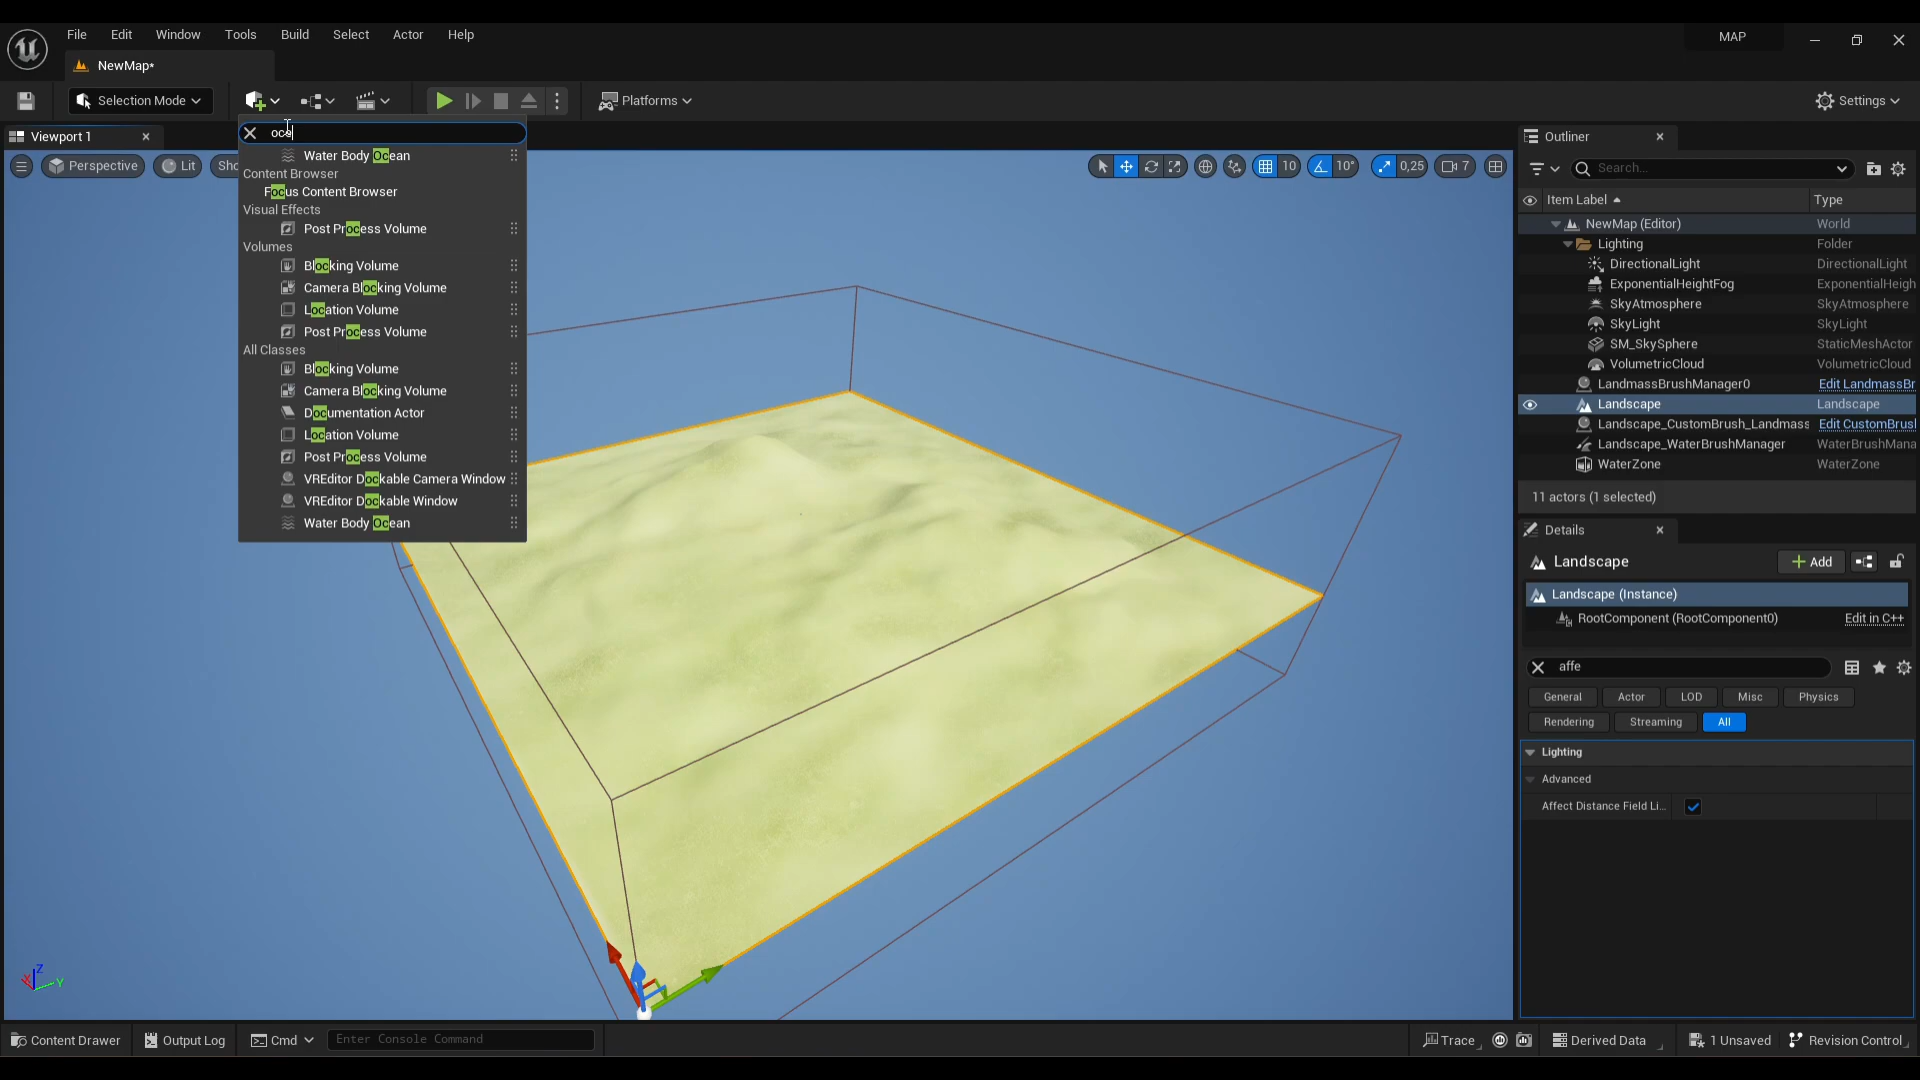 File Edit Window Tools Build Select Actor Help
MAP
NewMap*
Selection Mode
Platforms
Settings
Viewport 1
oce
Outliner
Perspective
Lit
Sho
10
10°
0,25
7
Search...
Item Label
Type
Water Body Ocean
Content Browser
Focus Content Browser
Visual Effects
Post Process Volume
Volumes
Blocking Volume
Camera Blocking Volume
Location Volume
Post Process Volume
All Classes
Blocking Volume
Camera Blocking Volume
Documentation Actor
Location Volume
Post Process Volume
VREditor Dockable Camera Window
VREditor Dockable Window
Water Body Ocean
NewMap (Editor) World
Lighting Folder
DirectionalLight DirectionalLight
ExponentialHeightFog ExponentialHeigh
SkyAtmosphere SkyAtmosphere
SkyLight SkyLight
SM_SkySphere StaticMeshActor
VolumetricCloud VolumetricCloud
LandmassBrushManager0 Edit LandmassBr
Landscape Landscape
Landscape_CustomBrush_Landmass Edit CustomBrusl
Landscape_WaterBrushManager WaterBrushMana
WaterZone WaterZone
11 actors (1 selected)
Details
Landscape
Add
Landscape (Instance)
RootComponent (RootComponent0) Edit in C++
affe
General Actor LOD Misc Physics
Rendering Streaming All
Lighting
Advanced
Affect Distance Field Li...
X Z Y
Content Drawer
Output Log
Cmd
Enter Console Command
Trace
Derived Data
1 Unsaved
Revision Control